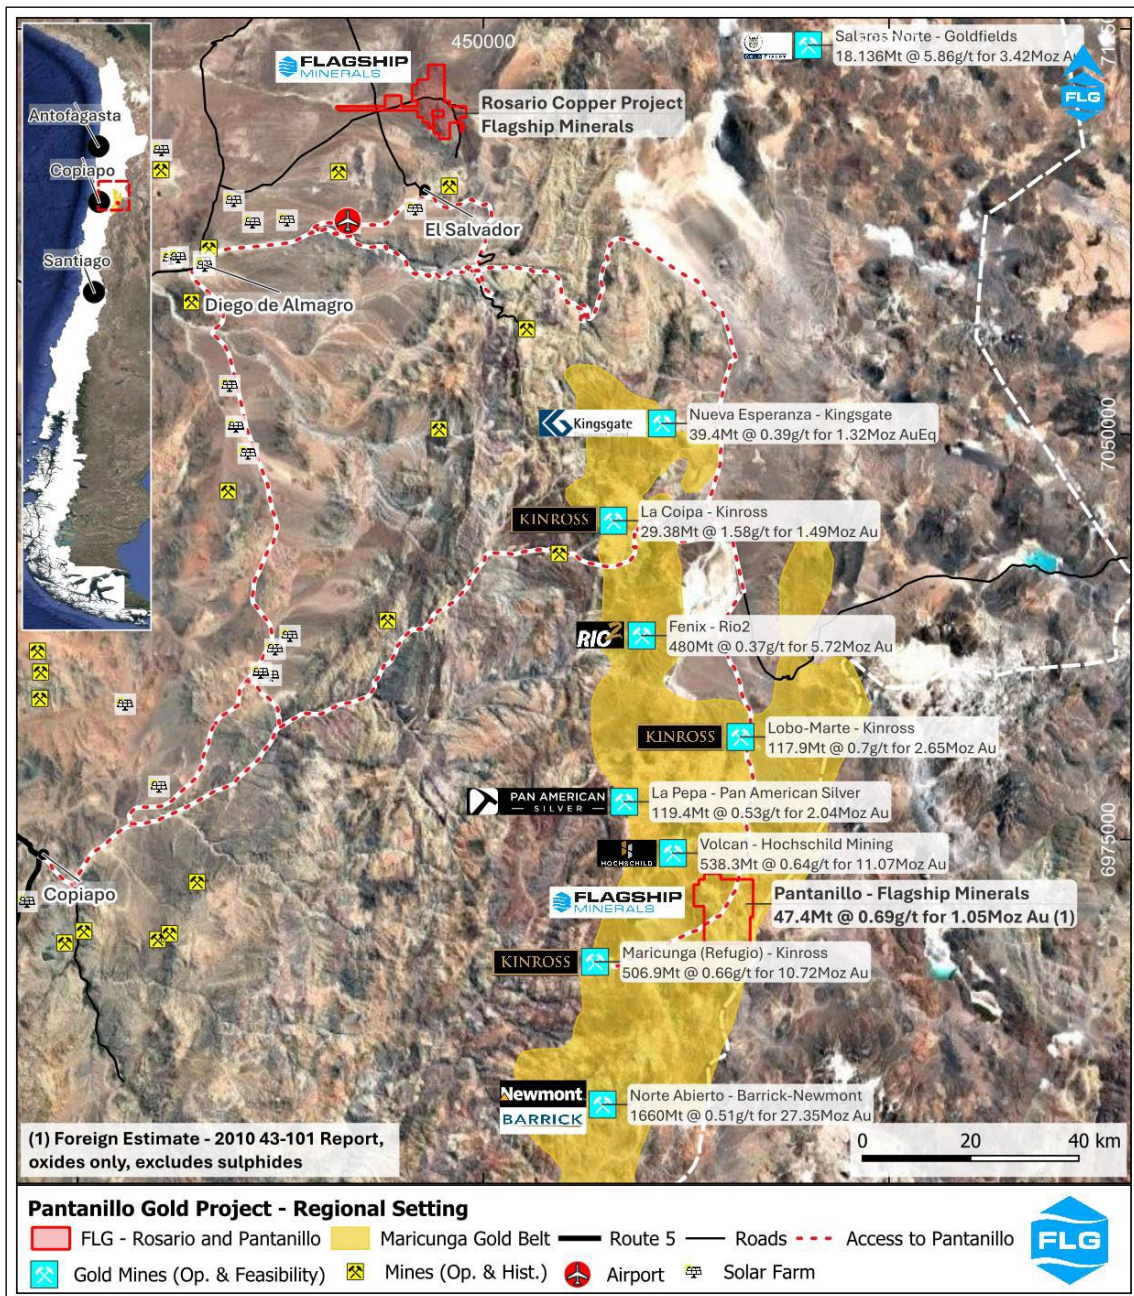 450000
Salares Norte - Goldfields
18.136Mt @ 5.86g/t for 3.42Moz Au
FLAGSHIP
MINERALS
FLG
Rosario Copper Project
Flagship Minerals
Antofagasta
Copiapo
Santiago
El Salvador
Diego de Almagro
Kingsgate
Nueva Esperanza - Kingsgate
39.4Mt @ 0.39g/t for 1.32Moz AuEq
7050000
KINROSS
La Coipa - Kinross
29.38Mt @ 1.58g/t for 1.49Moz Au
RIO2
Fenix - Rio2
480Mt @ 0.37g/t for 5.72Moz Au
KINROSS
Lobo-Marte - Kinross
117.9Mt @ 0.7g/t for 2.65Moz Au
PAN AMERICAN
SILVER
La Pepa - Pan American Silver
119.4Mt @ 0.53g/t for 2.04Moz Au
HOCHSCHILD
Volcan - Hochschild Mining
538.3Mt @ 0.64g/t for 11.07Moz Au
6975000
Copiapo
FLAGSHIP
MINERALS
Pantanillo - Flagship Minerals
47.4Mt @ 0.69g/t for 1.05Moz Au (1)
KINROSS
Maricunga (Refugio) - Kinross
506.9Mt @ 0.66g/t for 10.72Moz Au
Newmont
BARRICK
Norte Abierto - Barrick-Newmont
1660Mt @ 0.51g/t for 27.35Moz Au
(1) Foreign Estimate - 2010 43-101 Report,
oxides only, excludes sulphides
0 20 40 km
Pantanillo Gold Project - Regional Setting
FLG - Rosario and Pantanillo Maricunga Gold Belt Route 5 Roads Access to Pantanillo
Gold Mines (Op. & Feasibility) Mines (Op. & Hist.) Airport Solar Farm
FLG